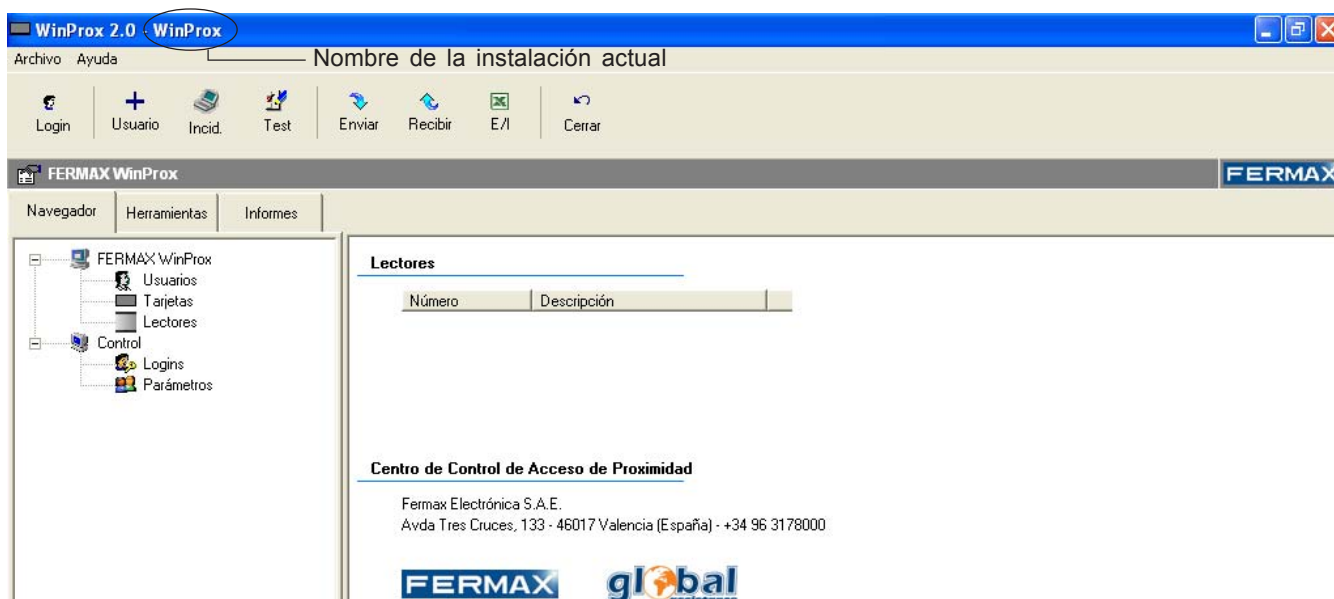 WinProx 2.0 - WinProx
Nombre de la instalación actual
Archivo Ayuda
Login Usuario Incid. Test Enviar Recibir E/I Cerrar
FERMAX WinProx FERMAX
Navegador Herramientas Informes
FERMAX WinProx
Usuarios
Tarjetas
Lectores
Control
Logins
Parámetros
Lectores
Número Descripción
Centro de Control de Acceso de Proximidad
Fermax Electrónica S.A.E.
Avda Tres Cruces, 133 - 46017 Valencia (España) - +34 96 3178000
FERMAX global